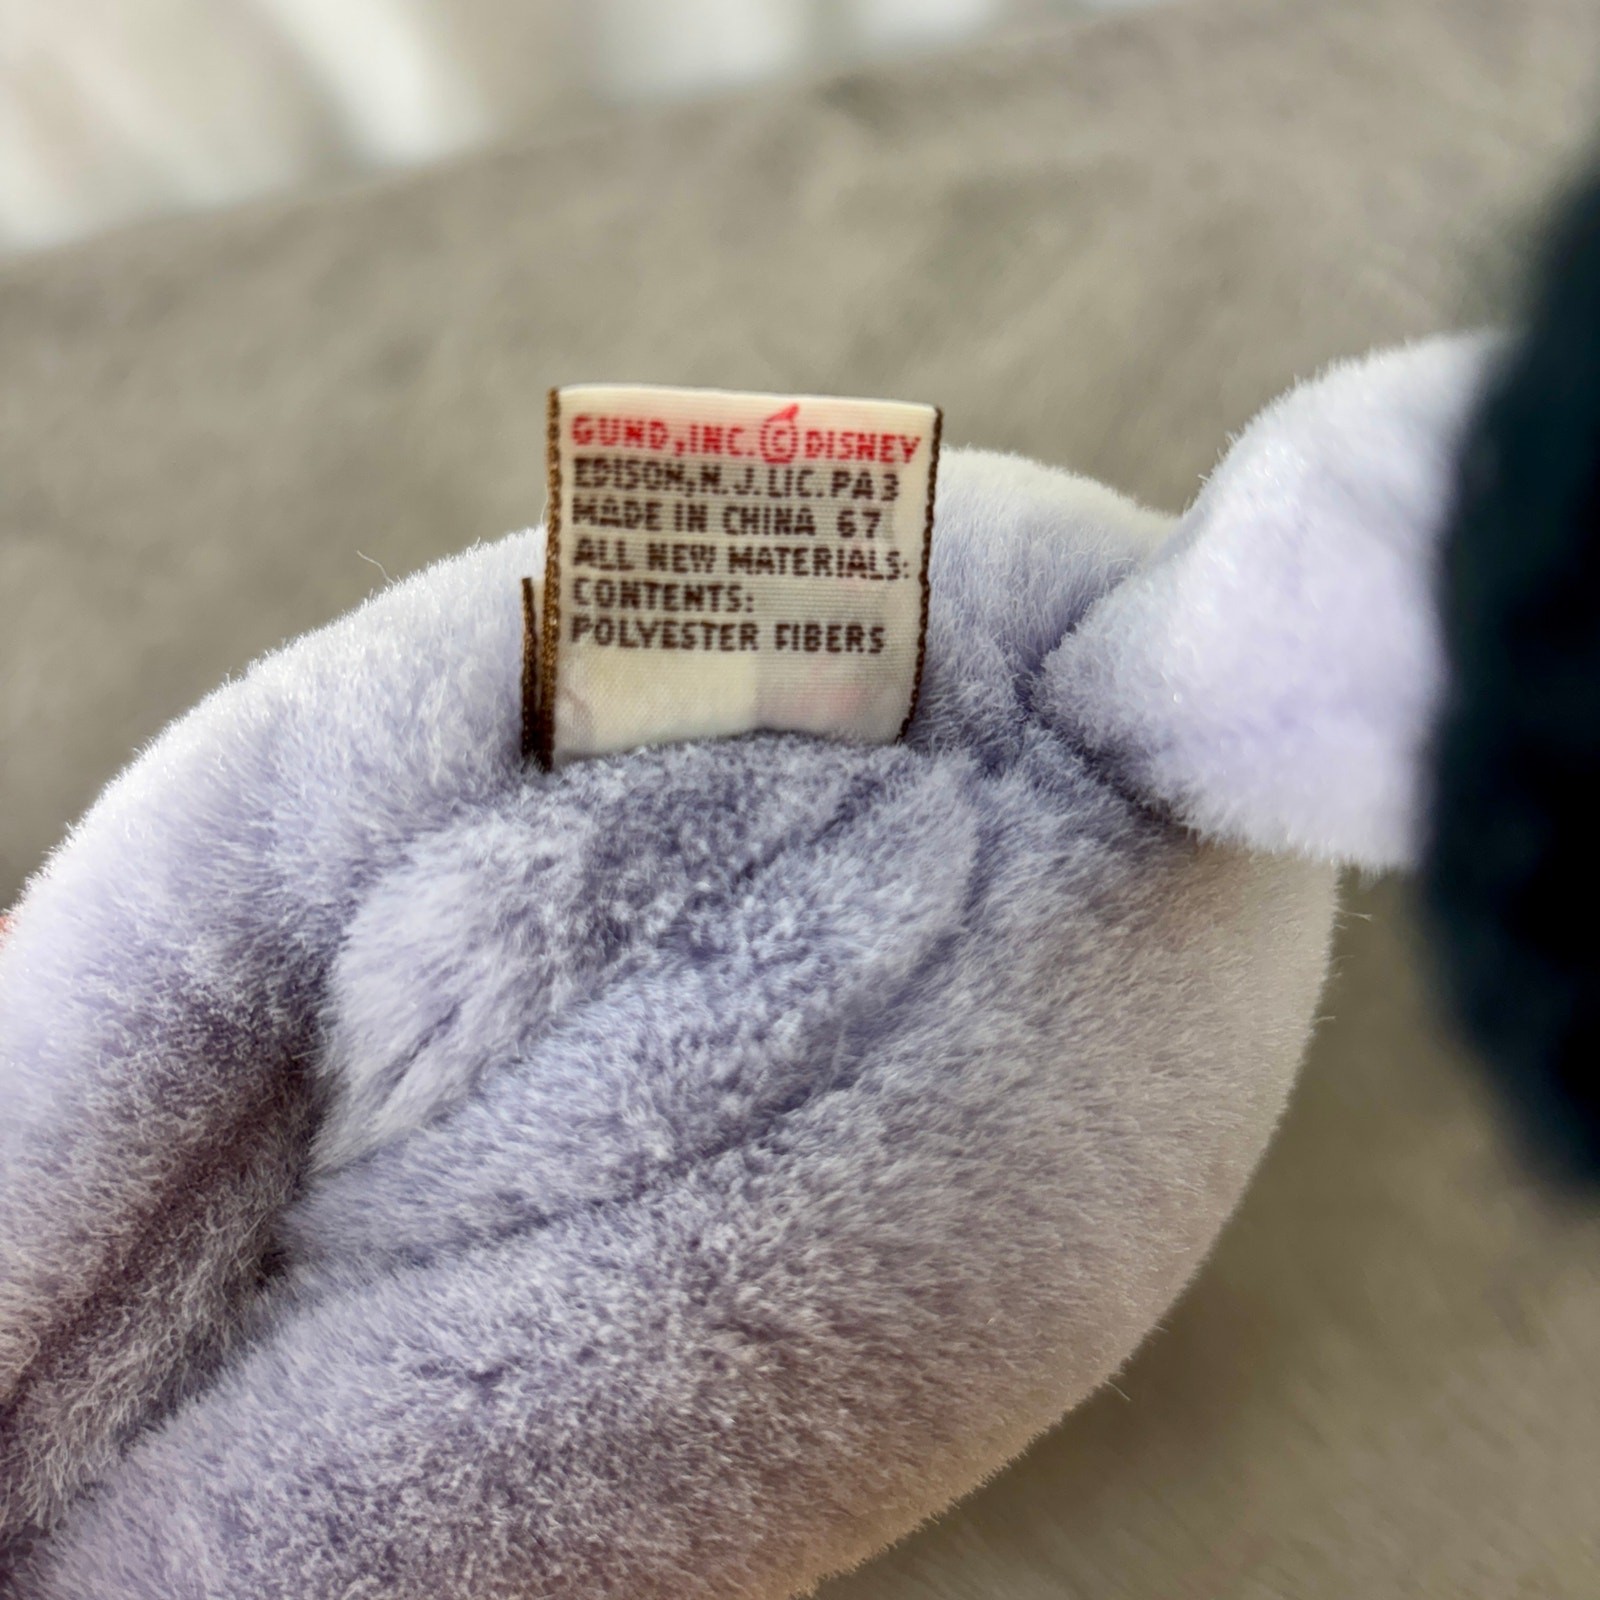 GUND,INC.©DISNEY
EDISON,N.J.LIC.PA3
MADE IN CHINA 67
ALL NEW MATERIALS:
CONTENTS:
POLYESTER FIBERS